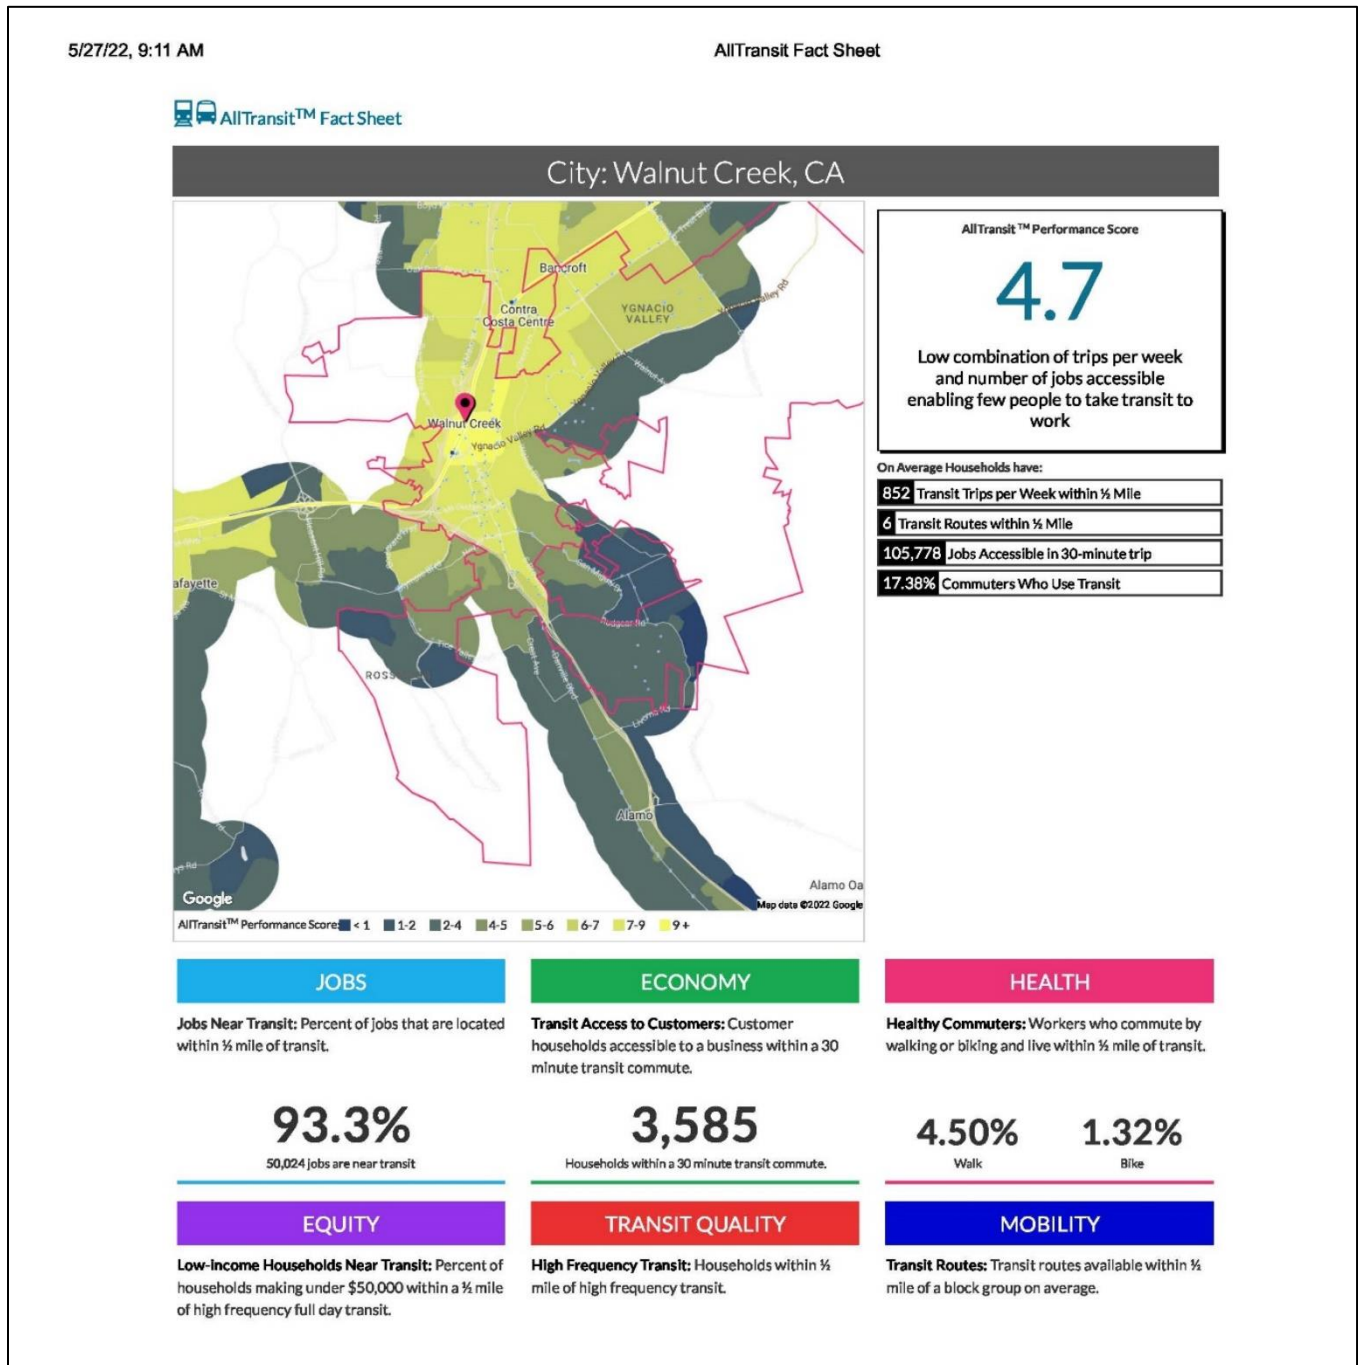 5/27/22, 9:11 AM
AllTransit Fact Sheet
AllTransit™ Fact Sheet
City: Walnut Creek, CA
Bancroft
Contra
Costa Centre
YGNACIO
VALLEY
Ygnacio Valley Rd
Walnut Creek
Ygnacio Valley Rd
afayette
Rudgear Rd
ROSS
Danville Blvd
Livorna Rd
Alamo
Alamo Oa
Google
Map data ©2022 Google
AllTransit™ Performance Score: < 1 1-2 2-4 4-5 5-6 6-7 7-9 9 +
AllTransit ™ Performance Score
4.7
Low combination of trips per week
and number of jobs accessible
enabling few people to take transit to
work
On Average Households have:
852 Transit Trips per Week within ½ Mile
6 Transit Routes within ½ Mile
105,778 Jobs Accessible in 30-minute trip
17.38% Commuters Who Use Transit
JOBS
Jobs Near Transit: Percent of jobs that are located
within ½ mile of transit.
93.3%
50,024 jobs are near transit
ECONOMY
Transit Access to Customers: Customer
households accessible to a business within a 30
minute transit commute.
3,585
Households within a 30 minute transit commute.
HEALTH
Healthy Commuters: Workers who commute by
walking or biking and live within ½ mile of transit.
4.50% 1.32%
Walk Bike
EQUITY
Low-Income Households Near Transit: Percent of
households making under $50,000 within a ½ mile
of high frequency full day transit.
TRANSIT QUALITY
High Frequency Transit: Households within ½
mile of high frequency transit.
MOBILITY
Transit Routes: Transit routes available within ½
mile of a block group on average.